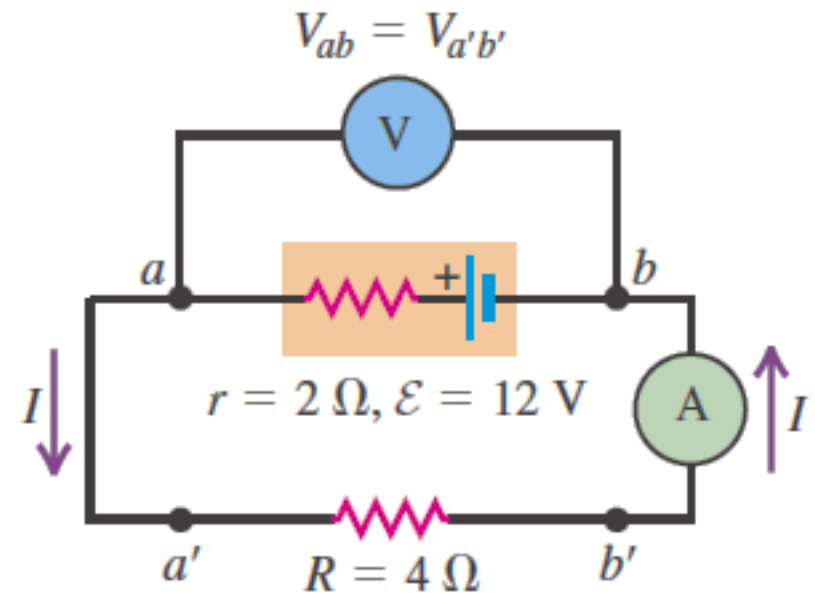 V_ab = V_a′b′
V
a
+
b
r = 2 Ω, ℰ = 12 V
I
A
I
a′
R = 4 Ω
b′